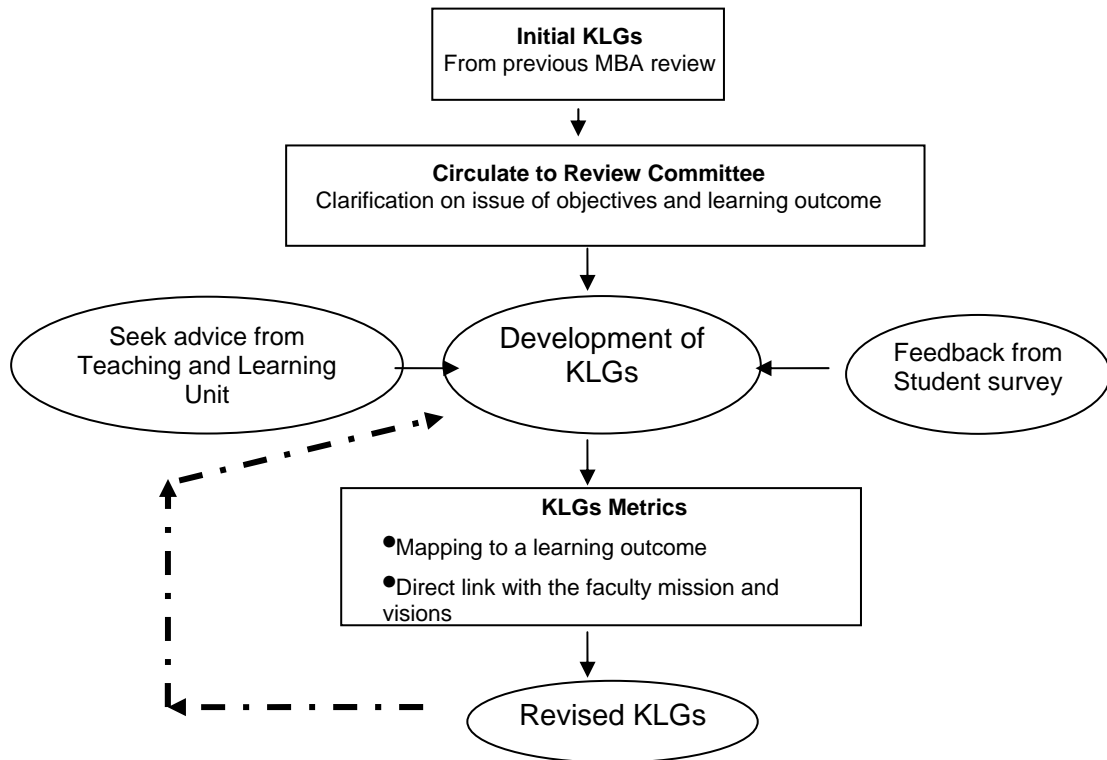 Initial KLGs
From previous MBA review
Circulate to Review Committee
Clarification on issue of objectives and learning outcome
Seek advice from
Teaching and Learning
Unit
Development of
KLGs
Feedback from
Student survey
KLGs Metrics
•Mapping to a learning outcome
•Direct link with the faculty mission and
visions
Revised KLGs